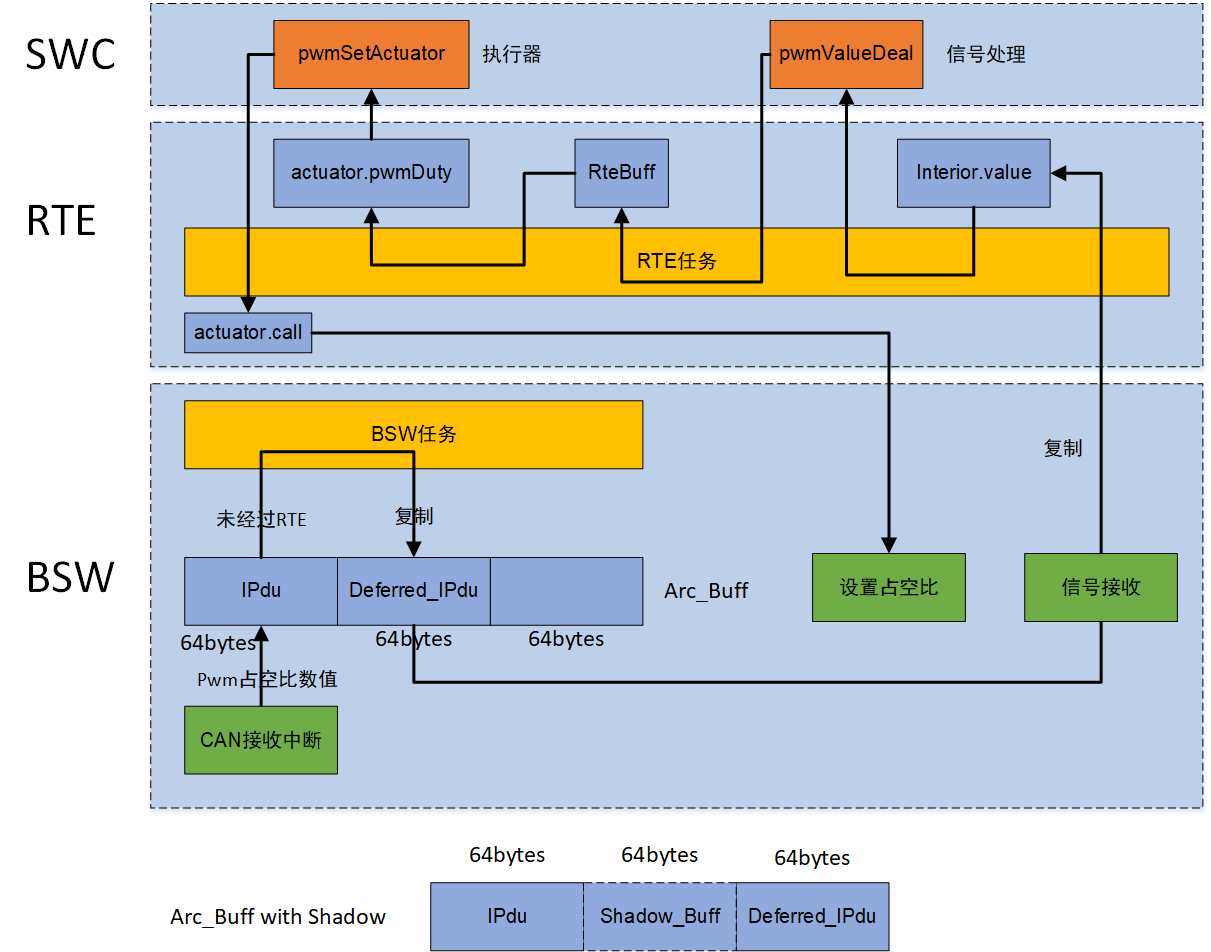 SWC
pwmSetActuator
执行器
pwmValueDeal
信号处理
RTE
actuator.pwmDuty
RteBuff
Interior.value
RTE任务
actuator.call
BSW
BSW任务
复制
未经过RTE
复制
IPdu
Deferred_IPdu
Arc_Buff
设置占空比
信号接收
64bytes
64bytes
64bytes
Pwm占空比数值
CAN接收中断
64bytes
64bytes
64bytes
Arc_Buff with Shadow
IPdu
Shadow_Buff
Deferred_IPdu